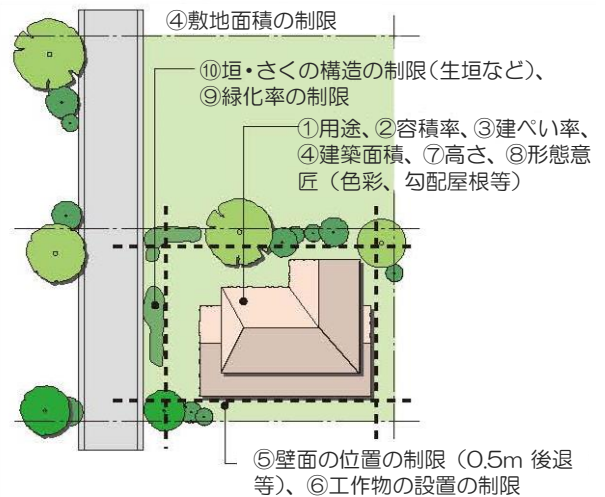 ④敷地面積の制限
⑩垣・さくの構造の制限（生垣など）、
⑨緑化率の制限
①用途、②容積率、③建ぺい率、
④建築面積、⑦高さ、⑧形態意
匠（色彩、勾配屋根等）
⑤壁面の位置の制限（0.5m 後退
等）、⑥工作物の設置の制限